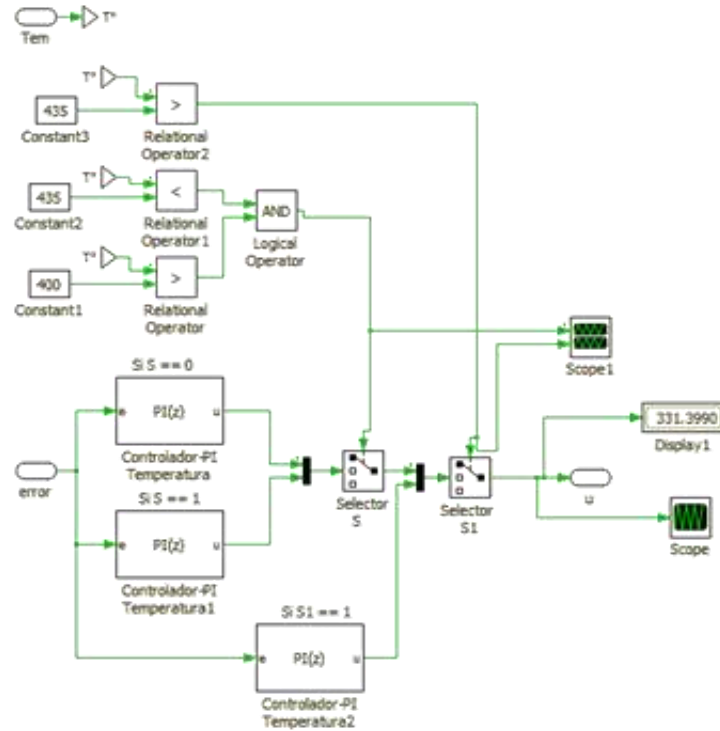 T°
Tem
T°
435
>
Constant3
Relational
Operator2
T°
435
<
Constant2
Relational
Operator1
AND
Logical
Operator
T°
400
>
Constant1
Relational
Operator
Scope1
Si S == 0
e PI(z) u
Controlador-PI
Temperatura
331.3990
Display1
error
Selector
S
Selector
S1
u
Si S == 1
e PI(z) u
Scope
Controlador-PI
Temperatura1
Si S1 == 1
e PI(z) u
Controlador-PI
Temperatura2